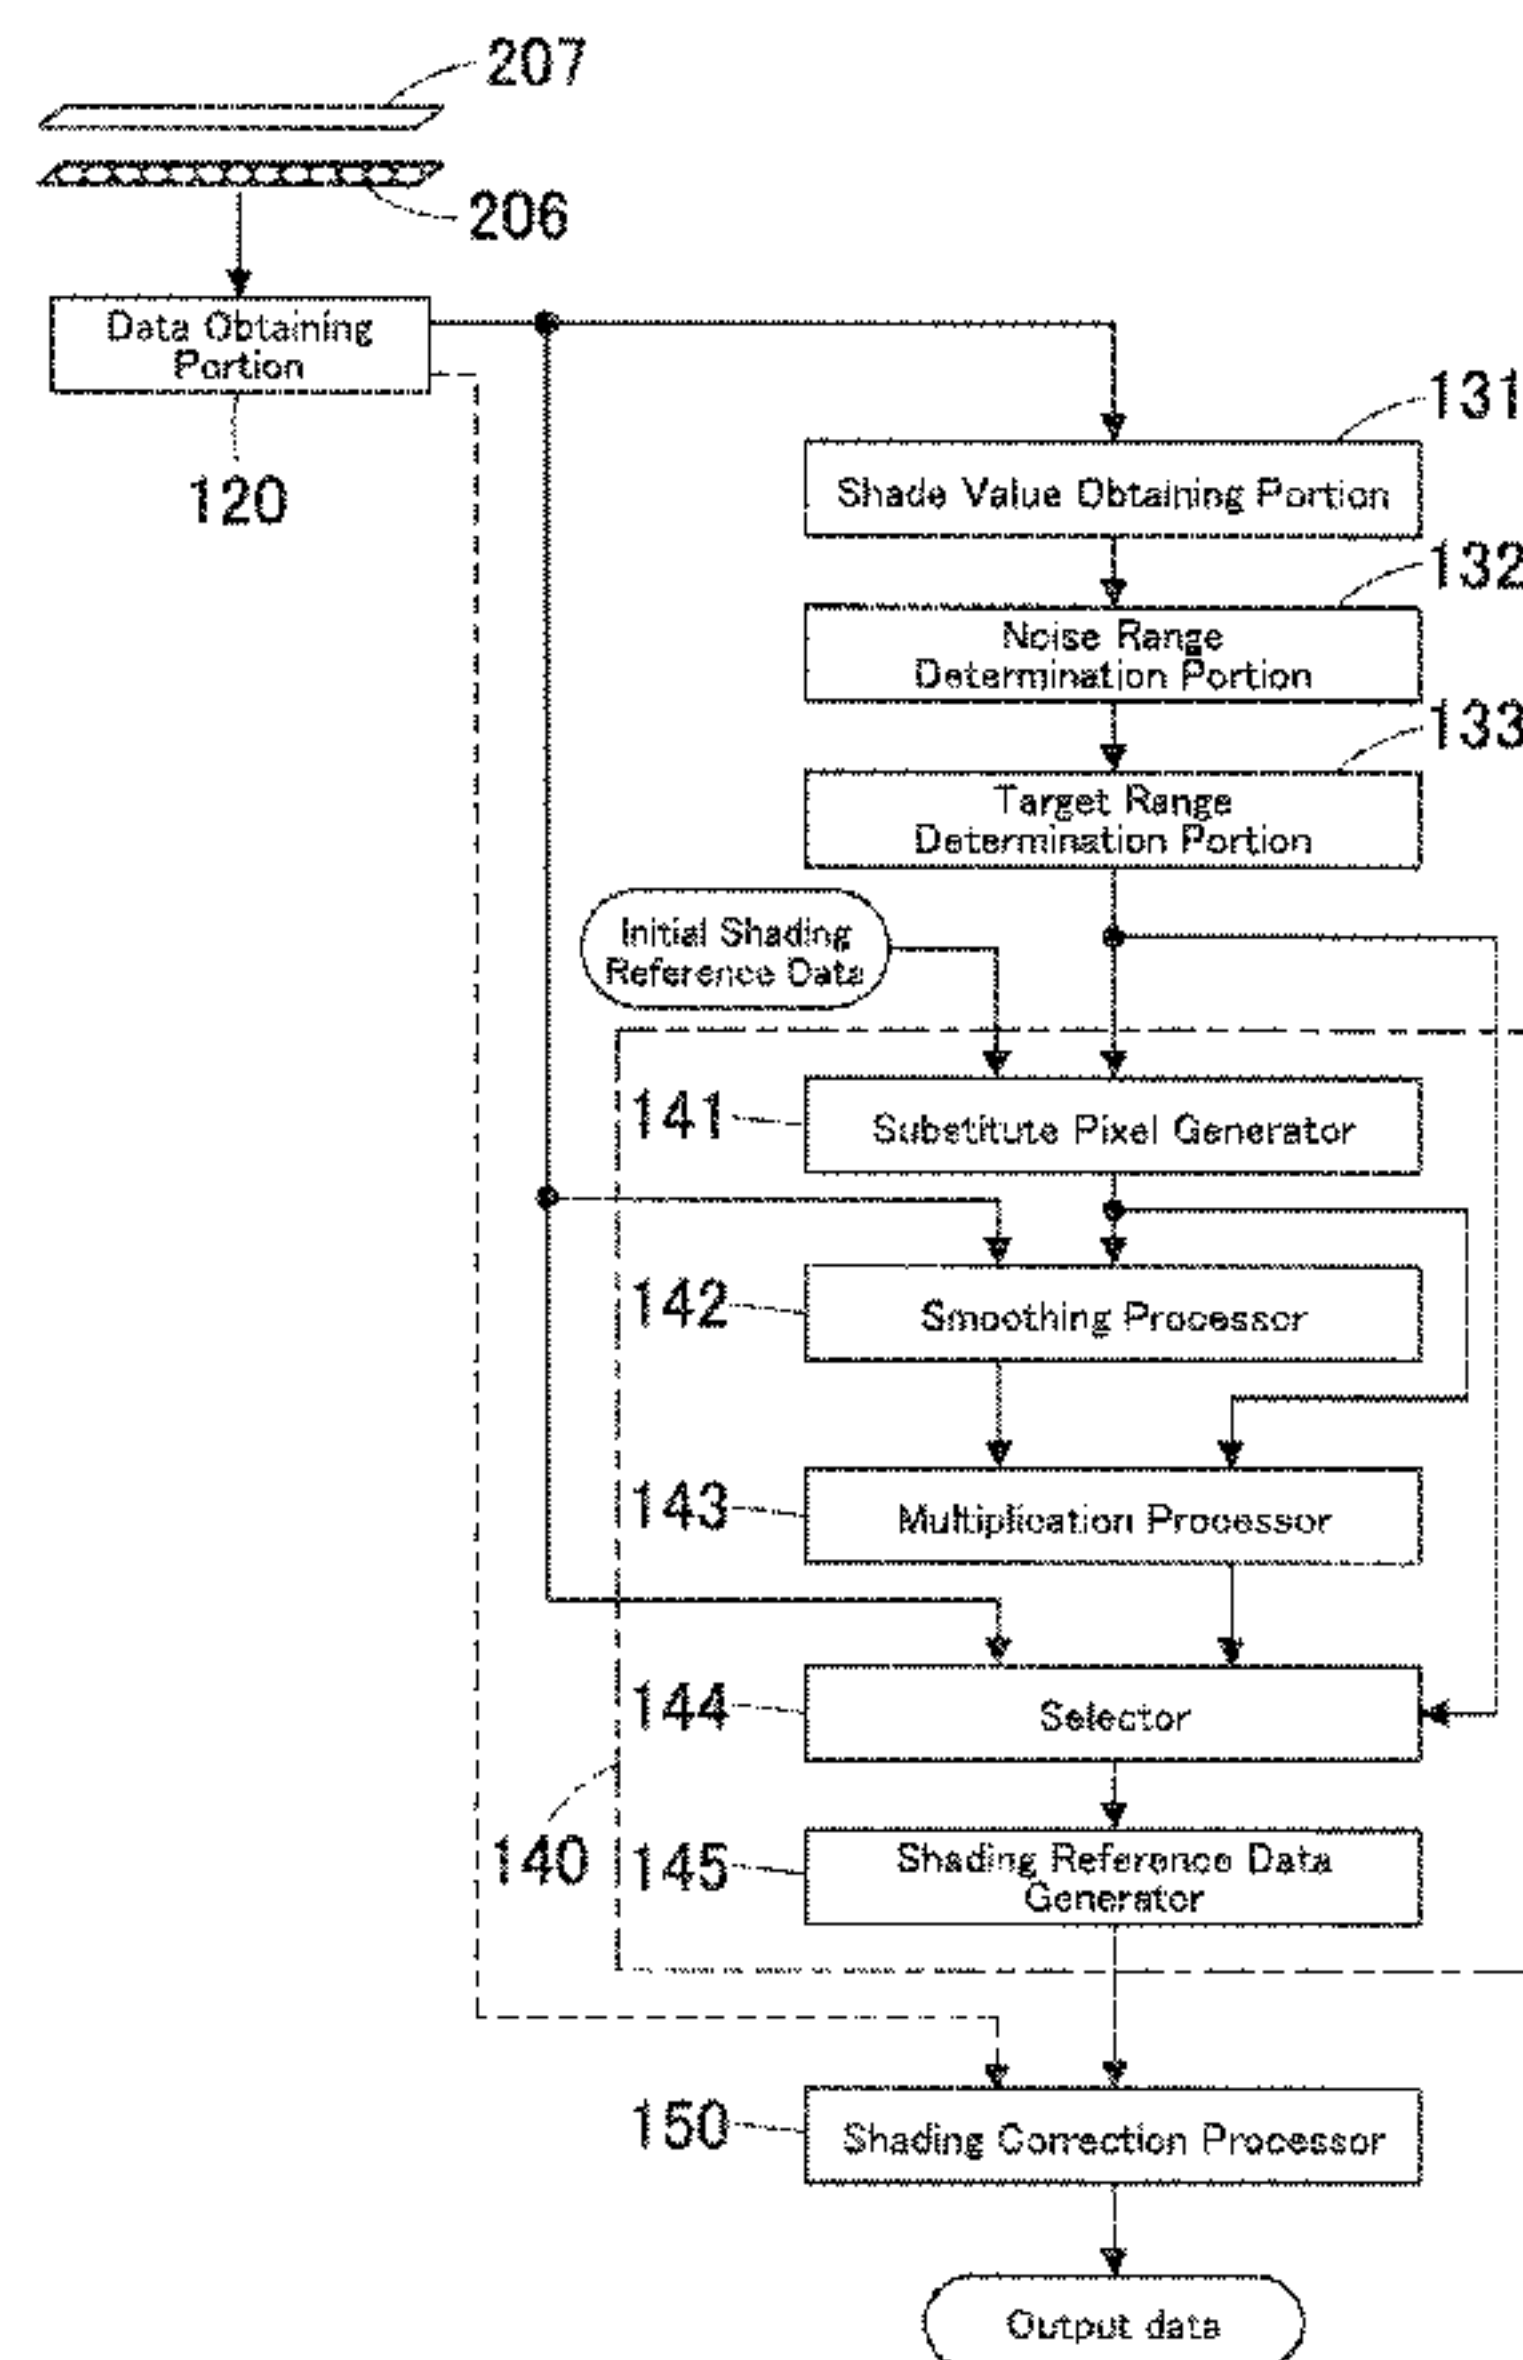 207
206
Data Obtaining
Portion
120
131
Shade Value Obtaining Portion
132
Noise Range
Determination Portion
133
Target Range
Determination Portion
Initial Shading
Reference Data
141
Substitute Pixel Generator
142
Smoothing Processor
143
Multiplication Processor
144
Selector
140
145
Shading Reference Data
Generator
150
Shading Correction Processor
Output data